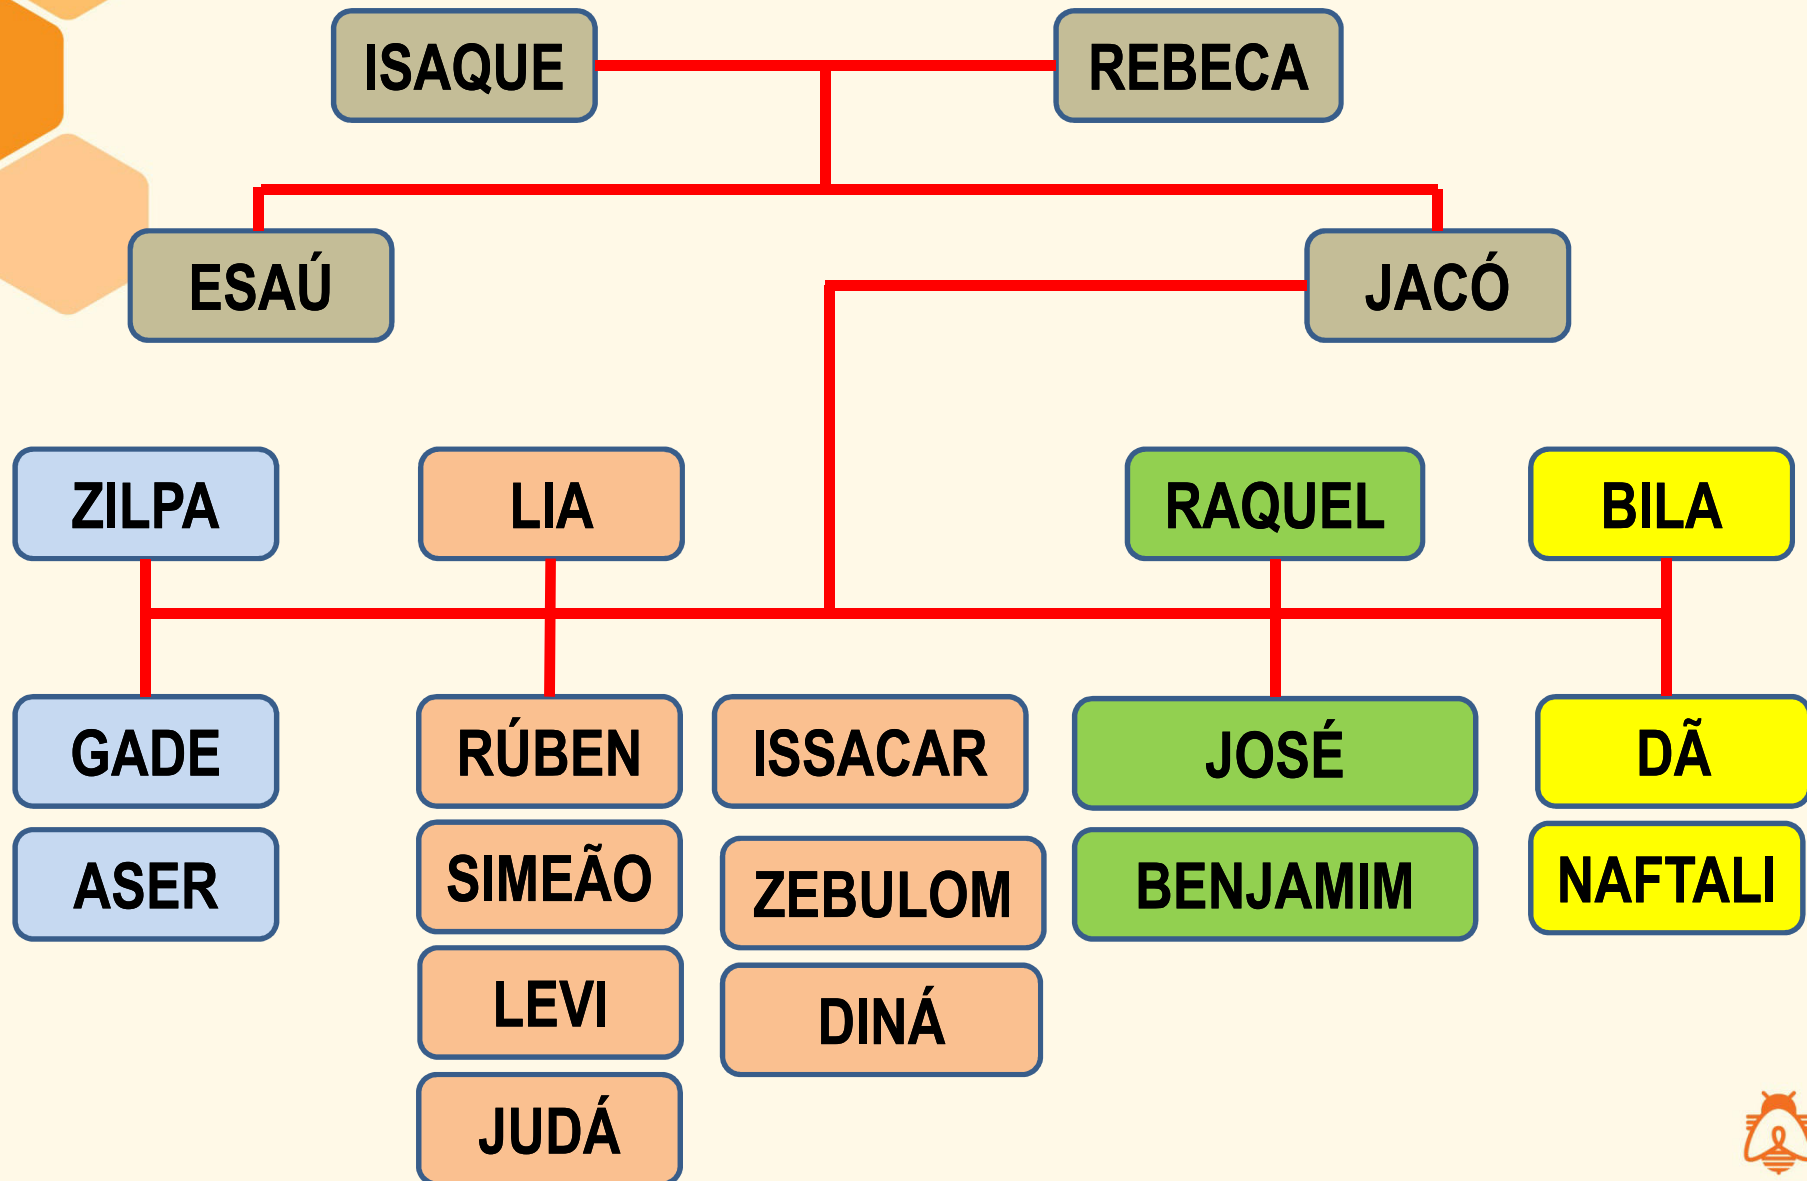 ISAQUE REBECA
ESAÚ JACÓ
ZILPA LIA RAQUEL BILA
GADE RÚBEN ISSACAR JOSÉ DÃ
ASER SIMEÃO ZEBULOM BENJAMIM NAFTALI
LEVI DINÁ
JUDÁ